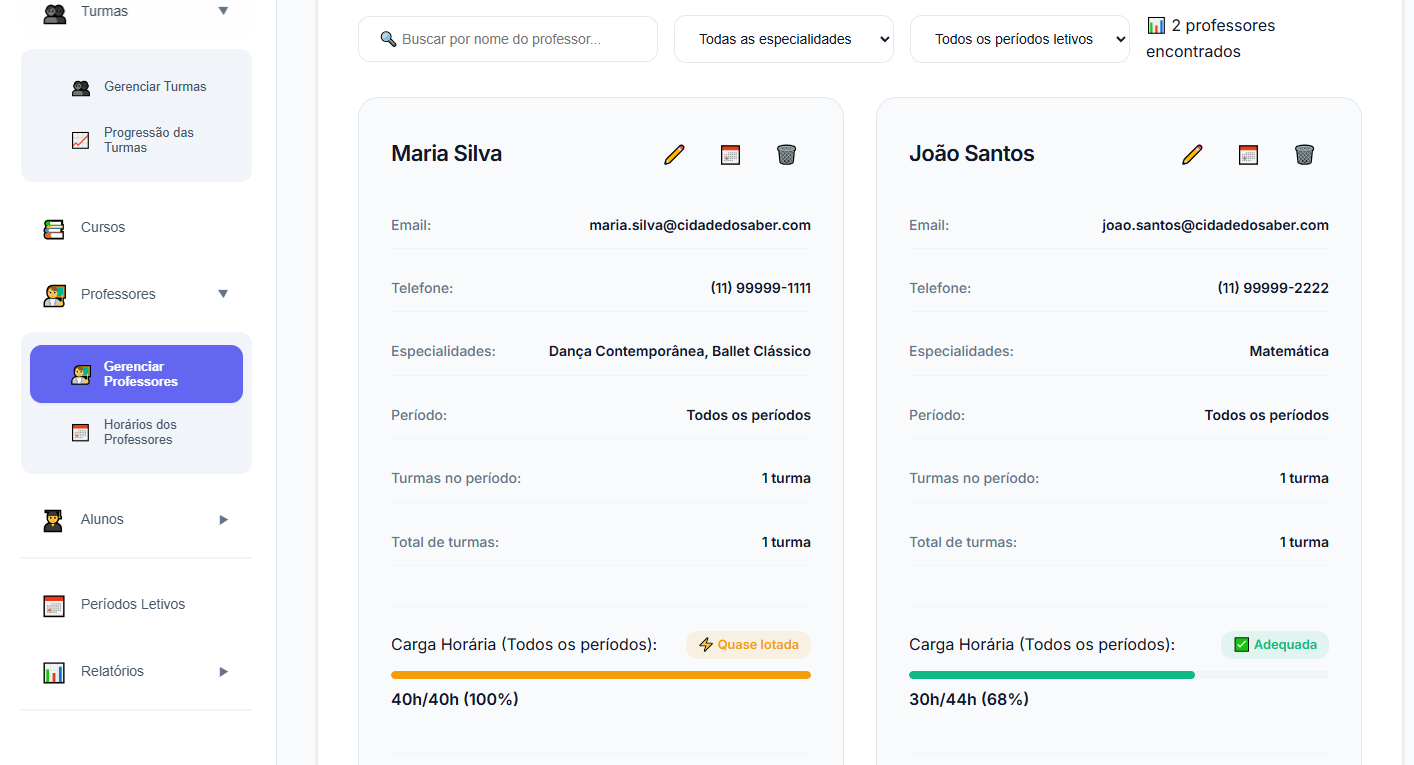 Turmas
Gerenciar Turmas
Progressão das
Turmas
Cursos
Professores
Gerenciar
Professores
Horários dos
Professores
Alunos
Períodos Letivos
Relatórios
Buscar por nome do professor...
Todas as especialidades
Todos os períodos letivos
2 professores
encontrados
Maria Silva
Email:
maria.silva@cidadedosaber.com
Telefone:
(11) 99999-1111
Especialidades:
Dança Contemporânea, Ballet Clássico
Período:
Todos os períodos
Turmas no período:
1 turma
Total de turmas:
1 turma
Carga Horária (Todos os períodos):
Quase lotada
40h/40h (100%)
João Santos
Email:
joao.santos@cidadedosaber.com
Telefone:
(11) 99999-2222
Especialidades:
Matemática
Período:
Todos os períodos
Turmas no período:
1 turma
Total de turmas:
1 turma
Carga Horária (Todos os períodos):
Adequada
30h/44h (68%)